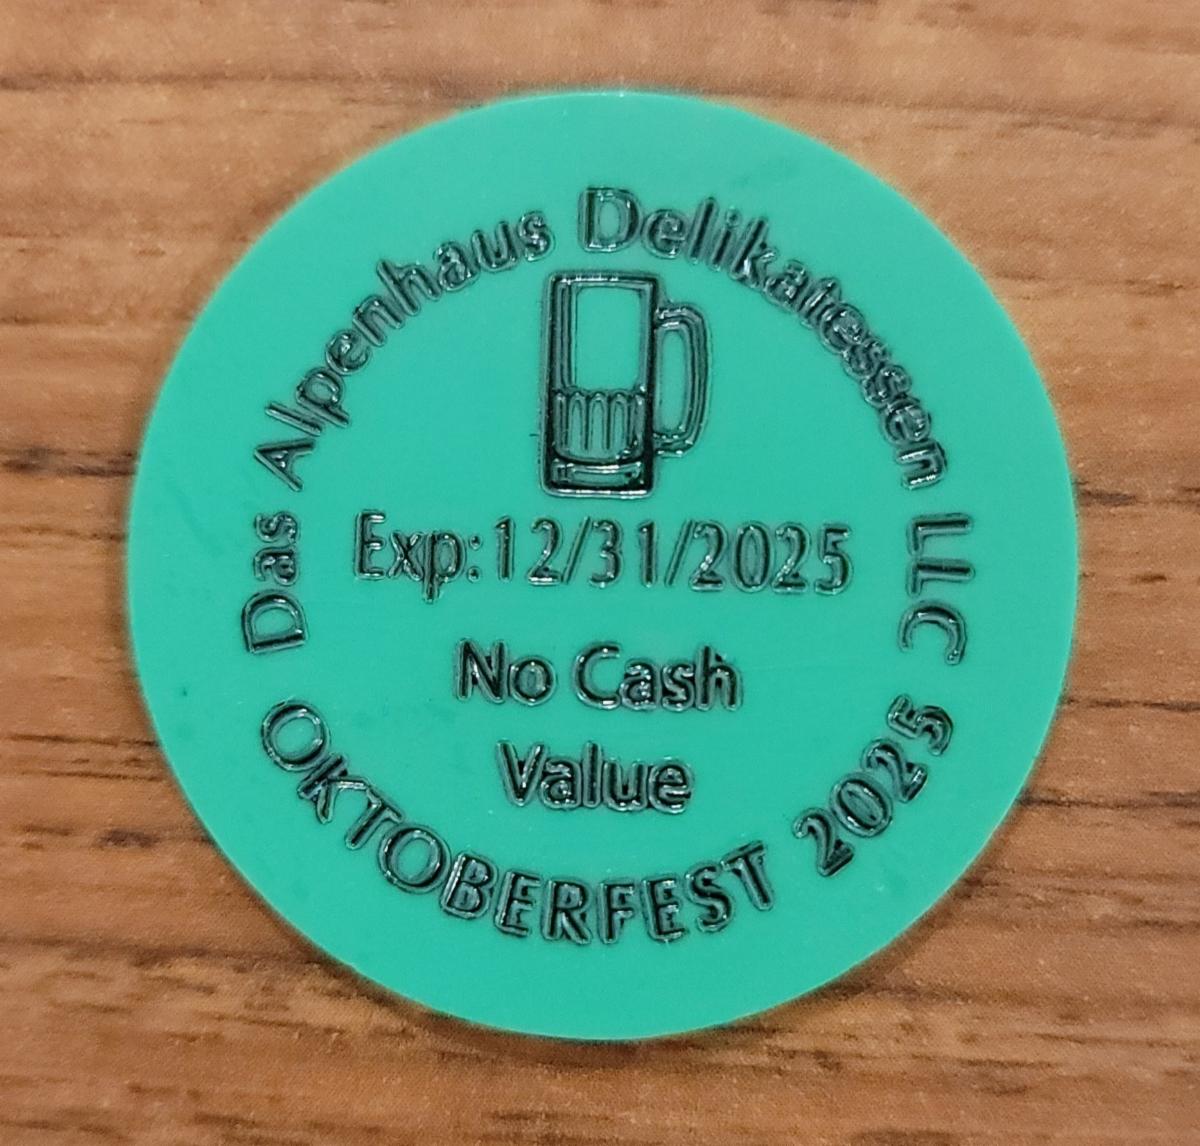 Das Alpenhaus Delikatessen LLC
Exp:12/31/2025
No Cash
Value
OKTOBERFEST 2025